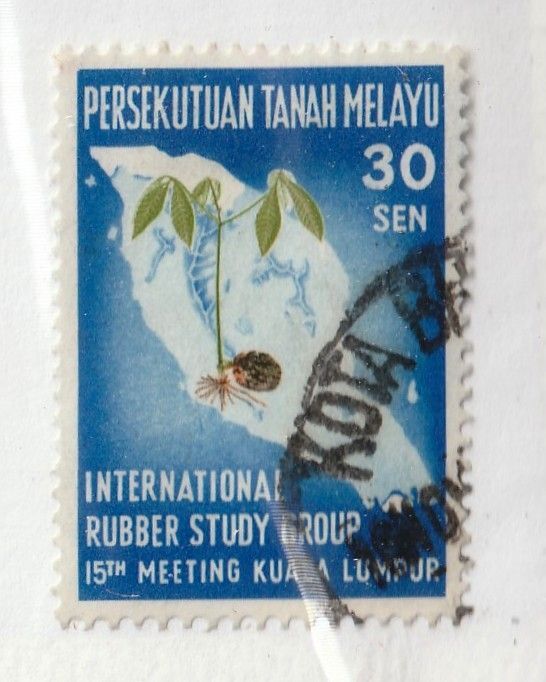 PERSEKUTUAN TANAH MELAYU
30
SEN
KOTA
INTERNATIONAL
RUBBER STUDY GROUP
15TH MEETING KUALA LUMPUR